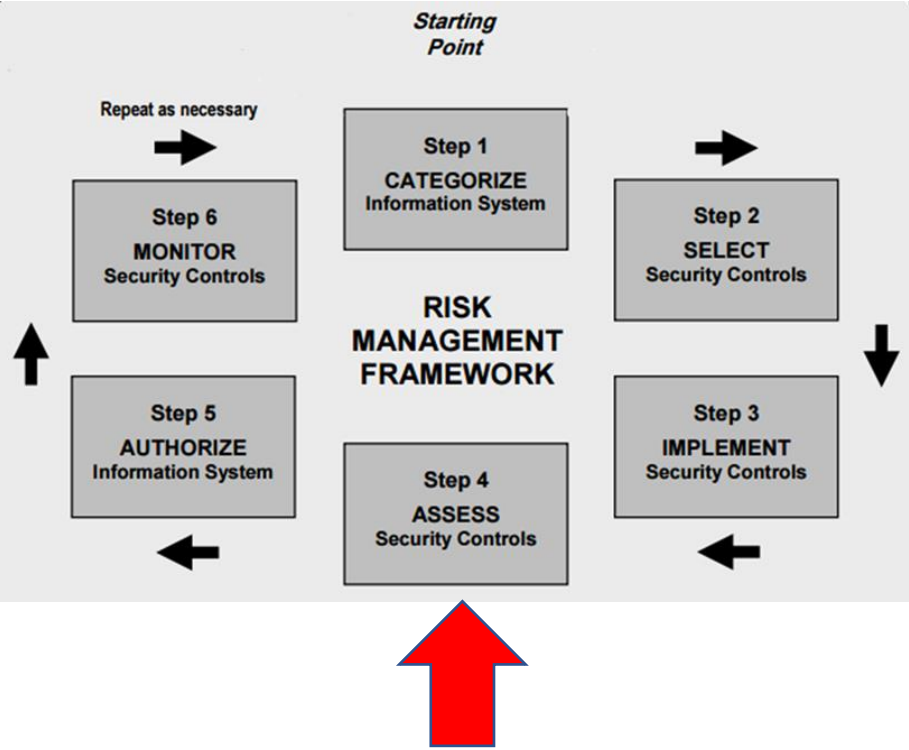 Starting
Point
Repeat as necessary
Step 1
CATEGORIZE
Information System
Step 2
SELECT
Security Controls
Step 3
IMPLEMENT
Security Controls
Step 4
ASSESS
Security Controls
Step 5
AUTHORIZE
Information System
Step 6
MONITOR
Security Controls
RISK
MANAGEMENT
FRAMEWORK